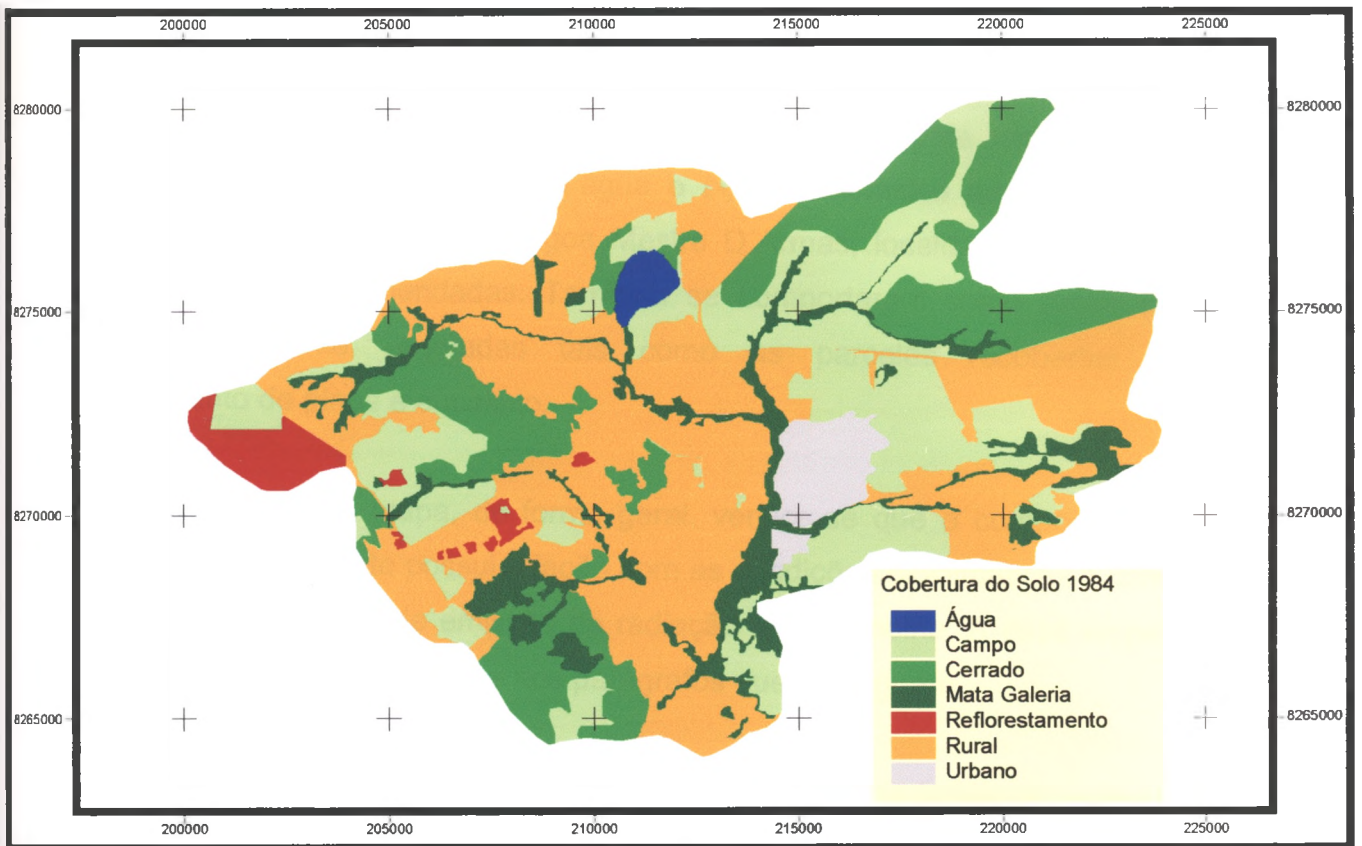 200000 205000 210000 215000 220000 225000
8280000 8280000
8275000 8275000
8270000 8270000
8265000 8265000
Cobertura do Solo 1984
Água
Campo
Cerrado
Mata Galeria
Reflorestamento
Rural
Urbano
200000 205000 210000 215000 220000 225000